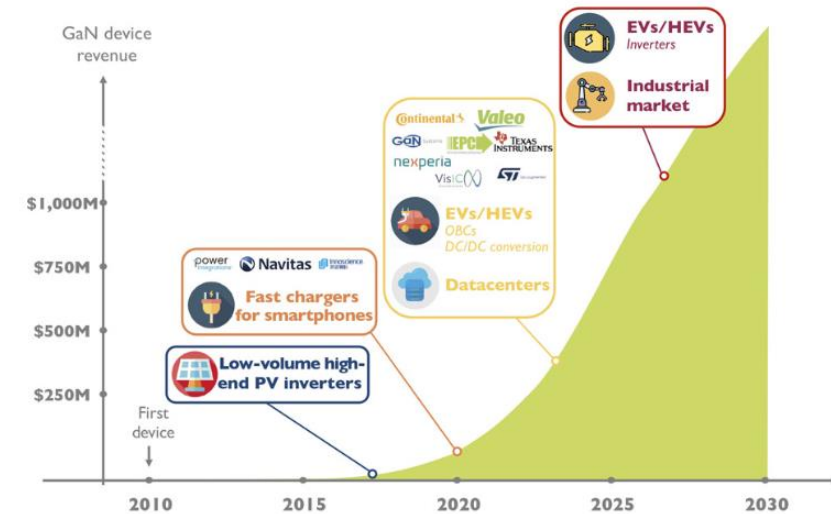 GaN device
revenue
$1,000M
$750M
$500M
$250M
First
device
2010
2015
2020
2025
2030
Low-volume high-
end PV inverters
power
integrations
Navitas
Innoscience
Fast chargers
for smartphones
Continental
Valeo
GaN Systems
EPC
TEXAS
INSTRUMENTS
nexperia
VisIC
ST
EVs/HEVs
OBCs
DC/DC conversion
Datacenters
EVs/HEVs
Inverters
Industrial
market